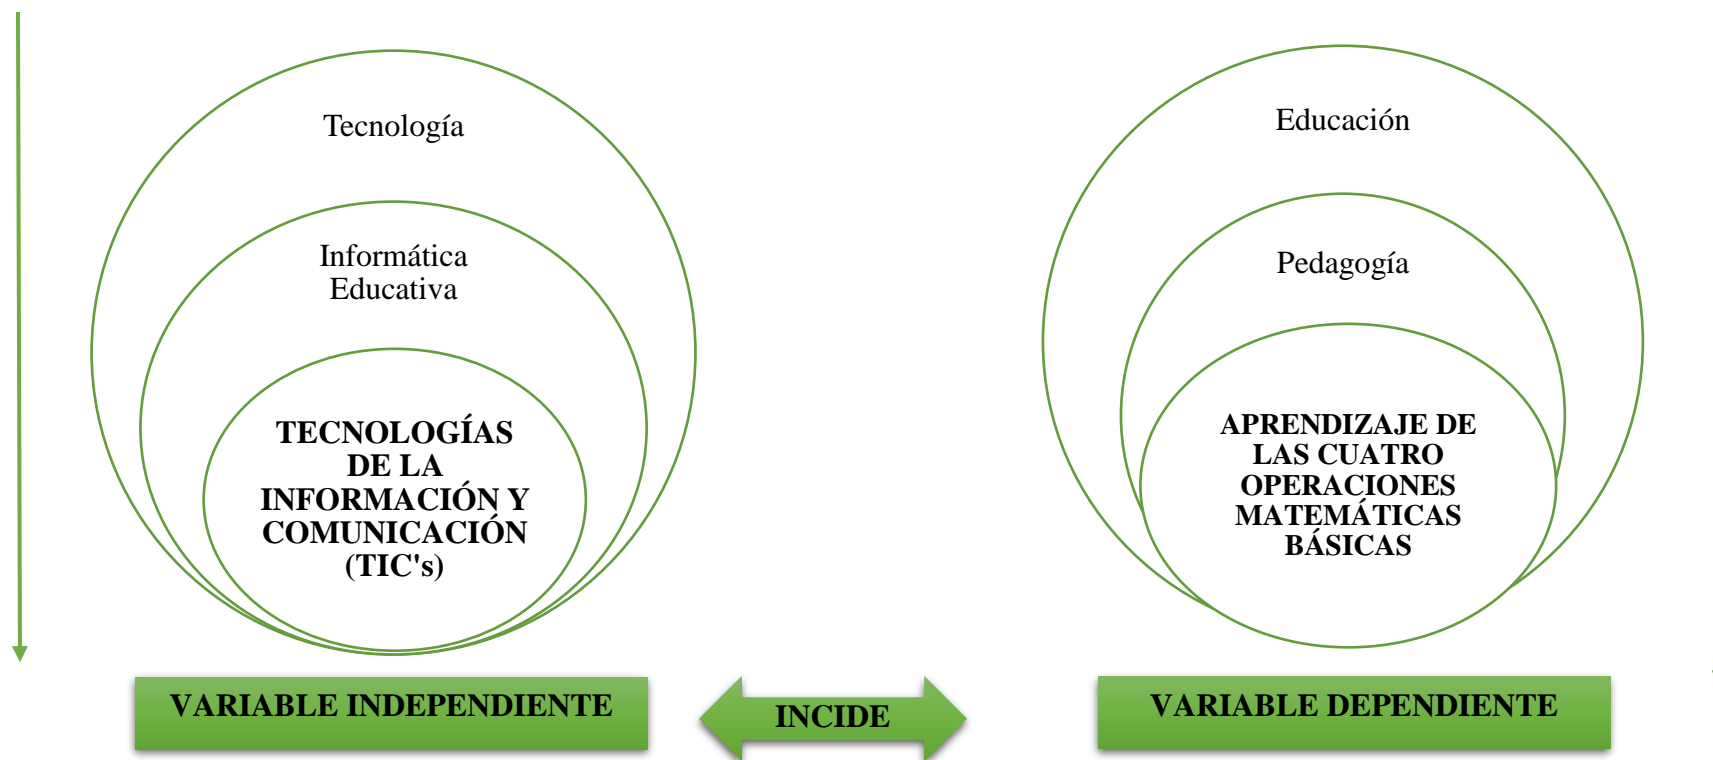 Tecnología
Informática
Educativa
TECNOLOGÍAS
DE LA
INFORMACIÓN Y
COMUNICACIÓN
(TIC's)
Educación
Pedagogía
APRENDIZAJE DE
LAS CUATRO
OPERACIONES
MATEMÁTICAS
BÁSICAS
VARIABLE INDEPENDIENTE
INCIDE
VARIABLE DEPENDIENTE